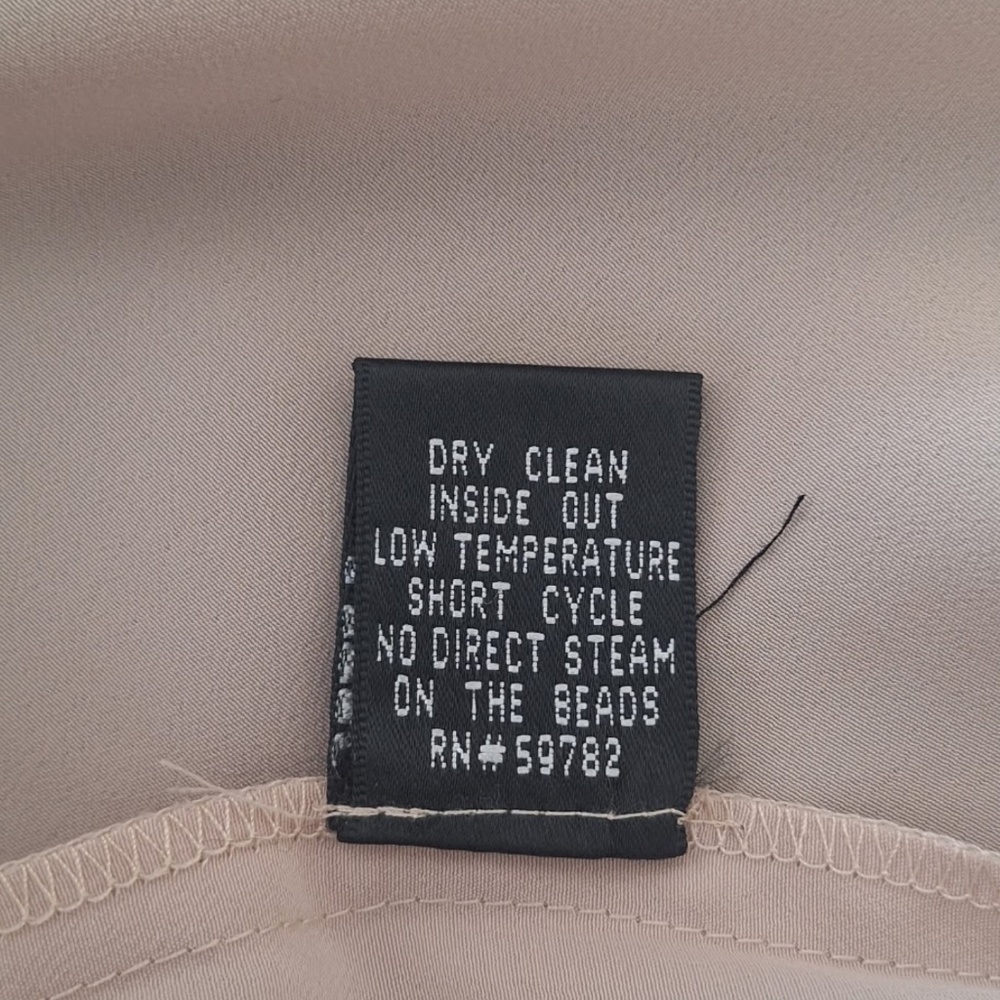 DRY CLEAN
INSIDE OUT
LOW TEMPERATURE
SHORT CYCLE
NO DIRECT STEAM
ON THE BEADS
RN#59782